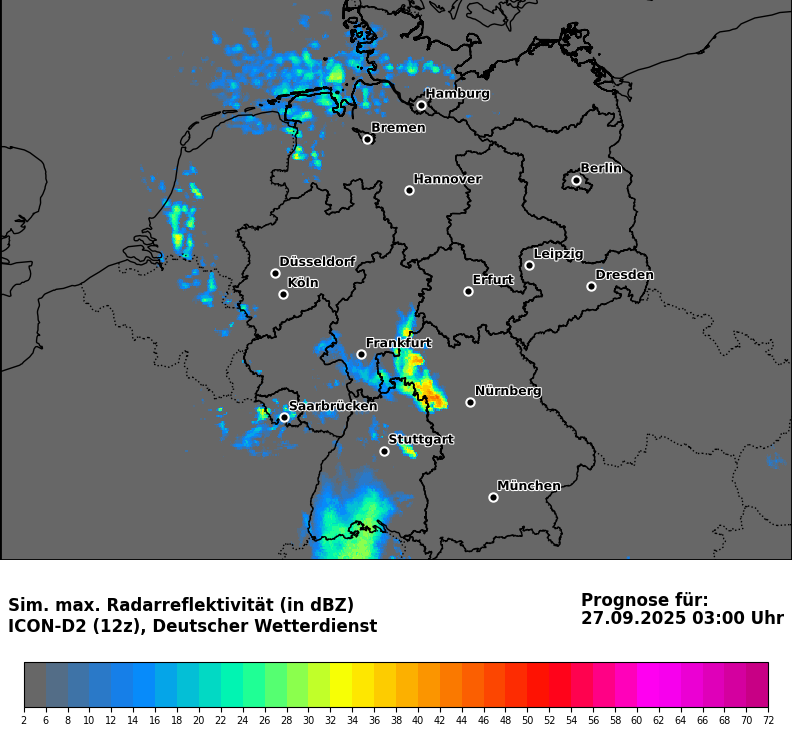 Hamburg
Bremen
Berlin
Hannover
Leipzig
Düsseldorf
Dresden
Köln
Erfurt
Frankfurt
Nürnberg
Saarbrücken
Stuttgart
München
Sim. max. Radarreflektivität (in dBZ)
ICON-D2 (12z), Deutscher Wetterdienst
Prognose für:
27.09.2025 03:00 Uhr
2 6 8 10 12 14 16 18 20 22 24 26 28 30 32 34 36 38 40 42 44 46 48 50 52 54 56 58 60 62 64 66 68 70 72